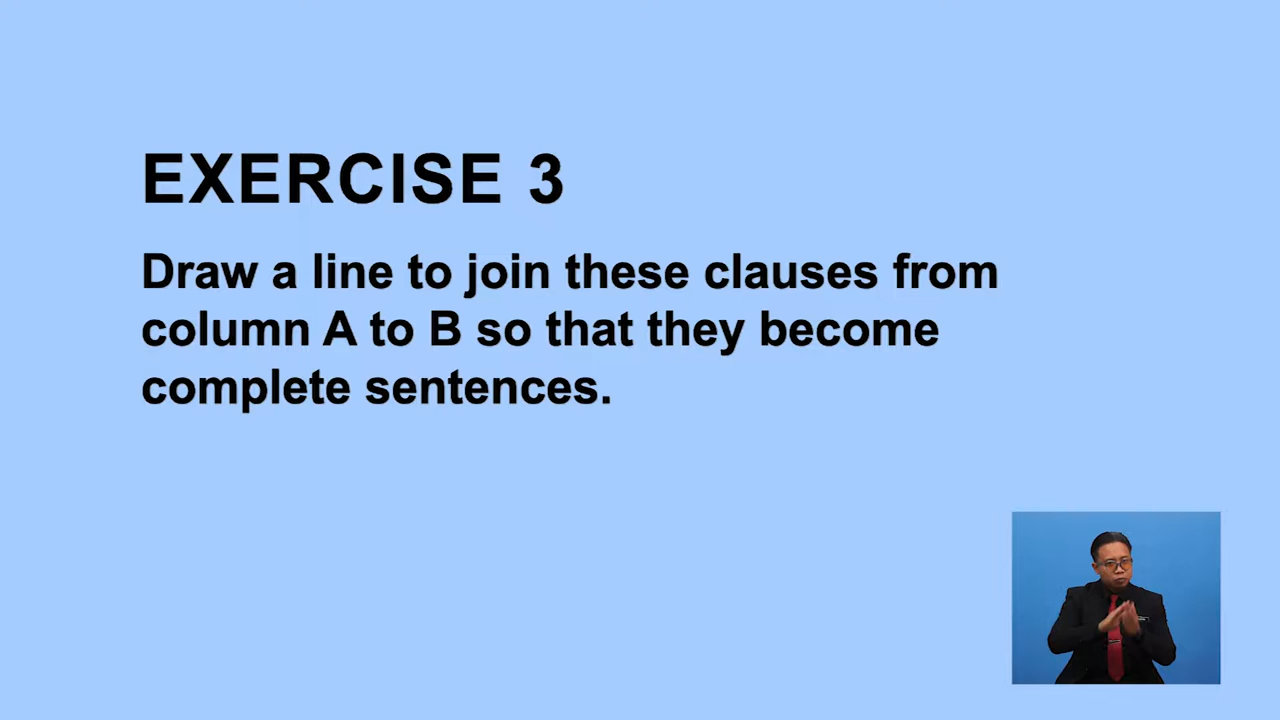 EXERCISE 3
Draw a line to join these clauses from
column A to B so that they become
complete sentences.